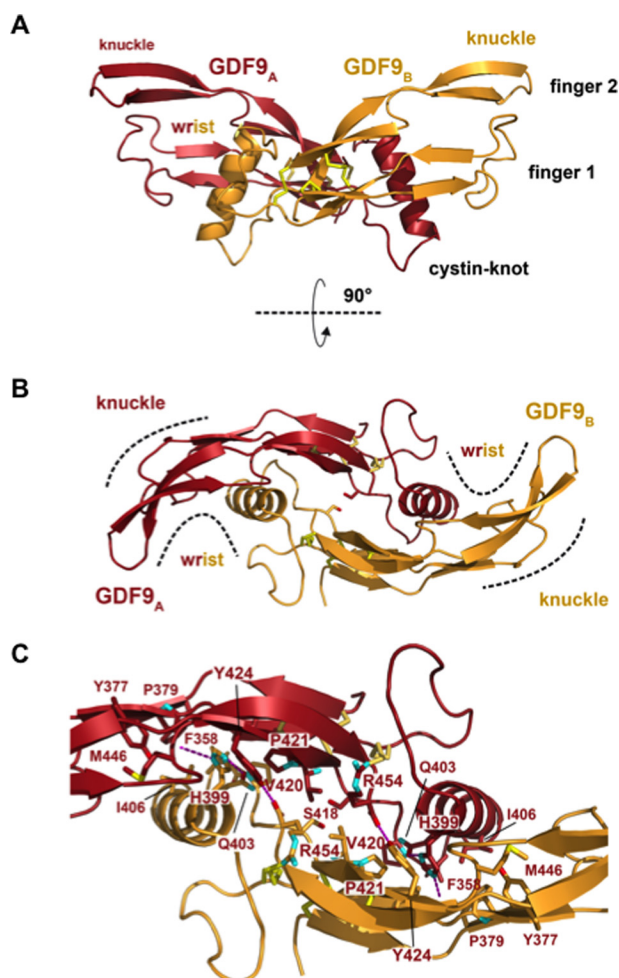 A
knuckle
GDF9A
GDF9B
knuckle
finger 2
wrist
finger 1
cystin-knot
90°
B
knuckle
GDF9B
wrist
wrist
GDF9A
knuckle
C
Y424
Y377
P379
F358
P421
M446
V420
R454
Q403
H399
I406
I406
H399
S418
Q403
R454
V420
M446
P421
F358
Y424
P379
Y377